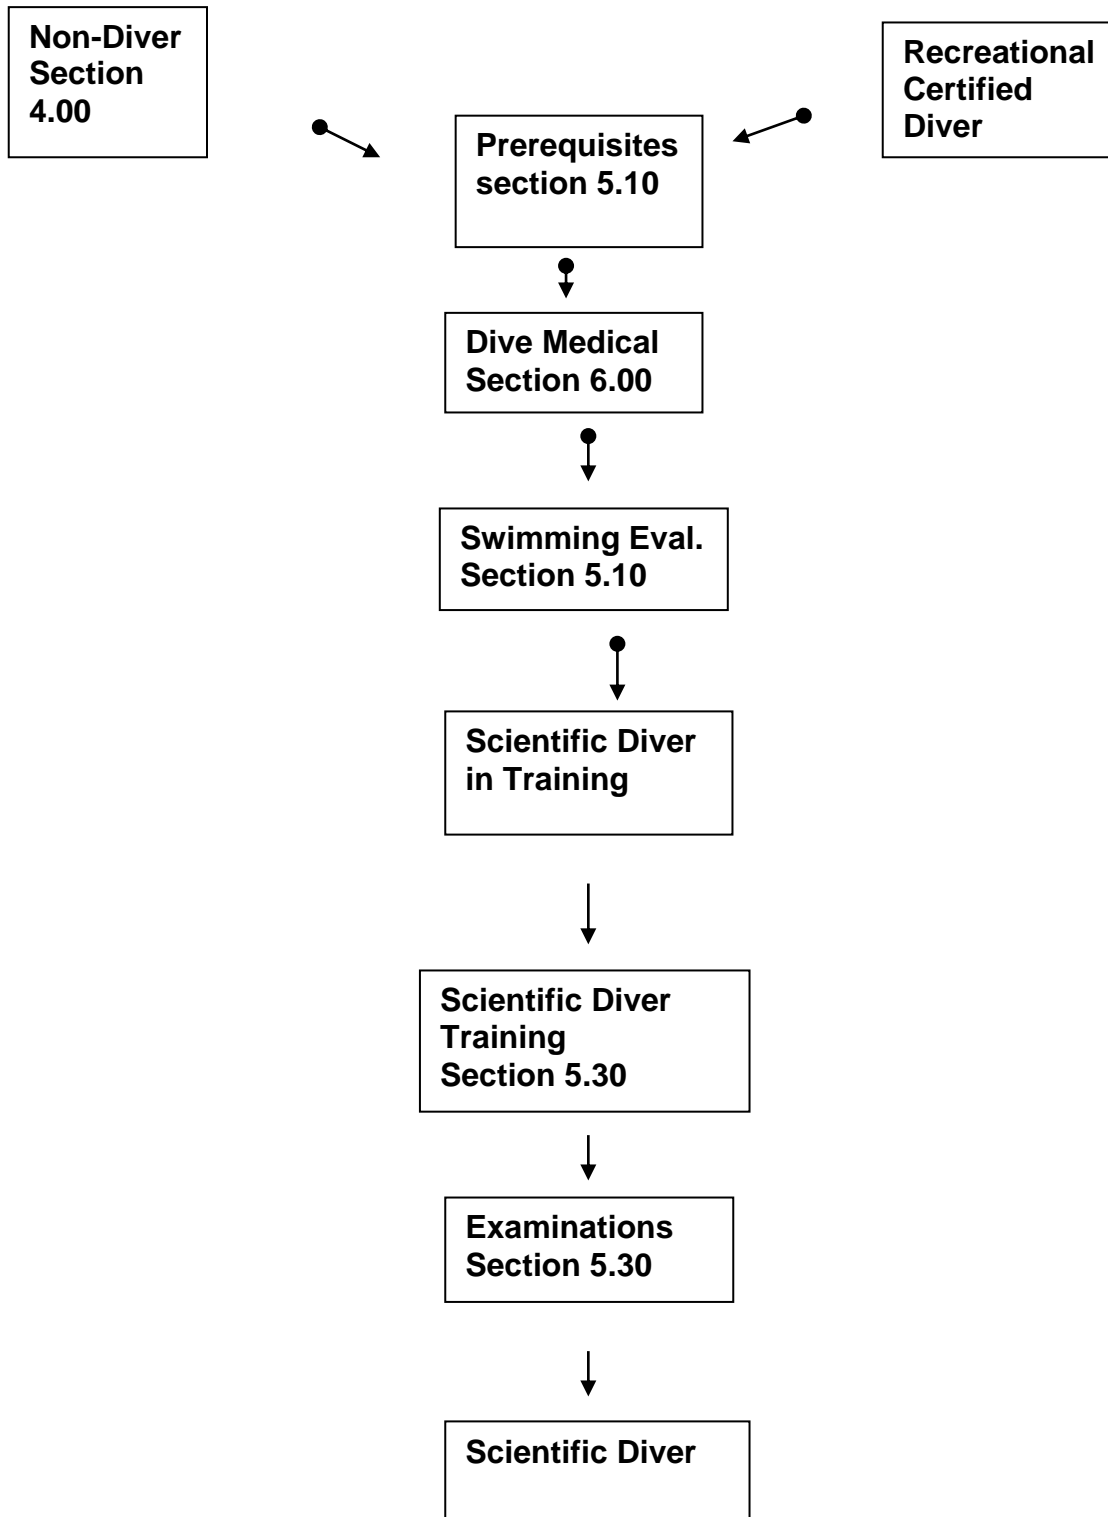 Non-Diver
Section
4.00
Recreational
Certified
Diver
Prerequisites
section 5.10
Dive Medical
Section 6.00
Swimming Eval.
Section 5.10
Scientific Diver
in Training
Scientific Diver
Training
Section 5.30
Examinations
Section 5.30
Scientific Diver